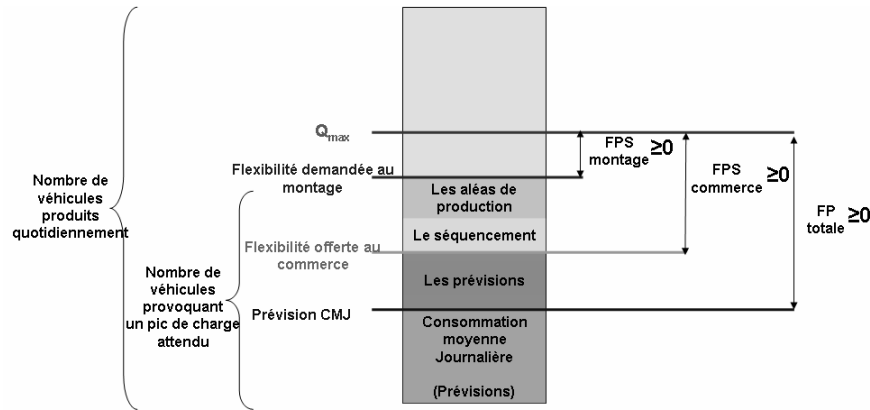 Nombre de
véhicules
produits
quotidiennement
Nombre de
véhicules
provoquant
un pic de charge
attendu
Qmax
Flexibilité demandée au
montage
Flexibilité offerte au
commerce
Prévision CMJ
Les aléas de
production
Le séquencement
Les prévisions
Consommation
moyenne
Journalière
(Prévisions)
FPS
montage ≥0
FPS
commerce ≥0
FP
totale ≥0